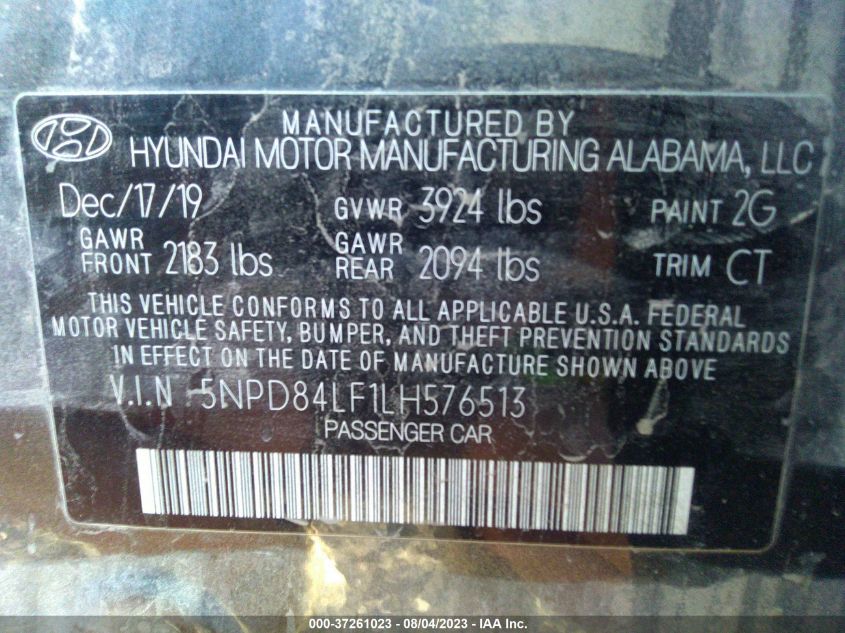 MANUFACTURED BY
HYUNDAI MOTOR MANUFACTURING ALABAMA, LLC
Dec/17/19 GVWR 3924 lbs PAINT 2G
GAWR FRONT 2183 lbs GAWR REAR 2094 lbs TRIM CT
THIS VEHICLE CONFORMS TO ALL APPLICABLE U.S.A. FEDERAL
MOTOR VEHICLE SAFETY, BUMPER, AND THEFT PREVENTION STANDARDS
IN EFFECT ON THE DATE OF MANUFACTURE SHOWN ABOVE.
V.I.N : 5NPD84LF1LH576513
PASSENGER CAR
000-37261023 - 08/04/2023 - IAA Inc.